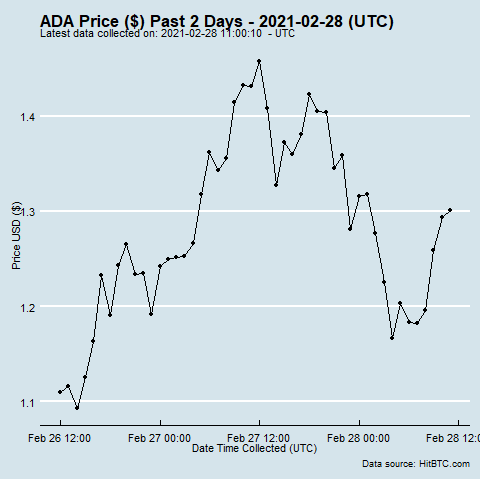 ADA Price ($) Past 2 Days - 2021-02-28 (UTC)
Latest data collected on: 2021-02-28 11:00:10  - UTC
Price USD ($)
1.4
1.3
1.2
1.1
Feb 26 12:00 Feb 27 00:00 Feb 27 12:00 Feb 28 00:00 Feb 28 12:00
Date Time Collected (UTC)
Data source: HitBTC.com